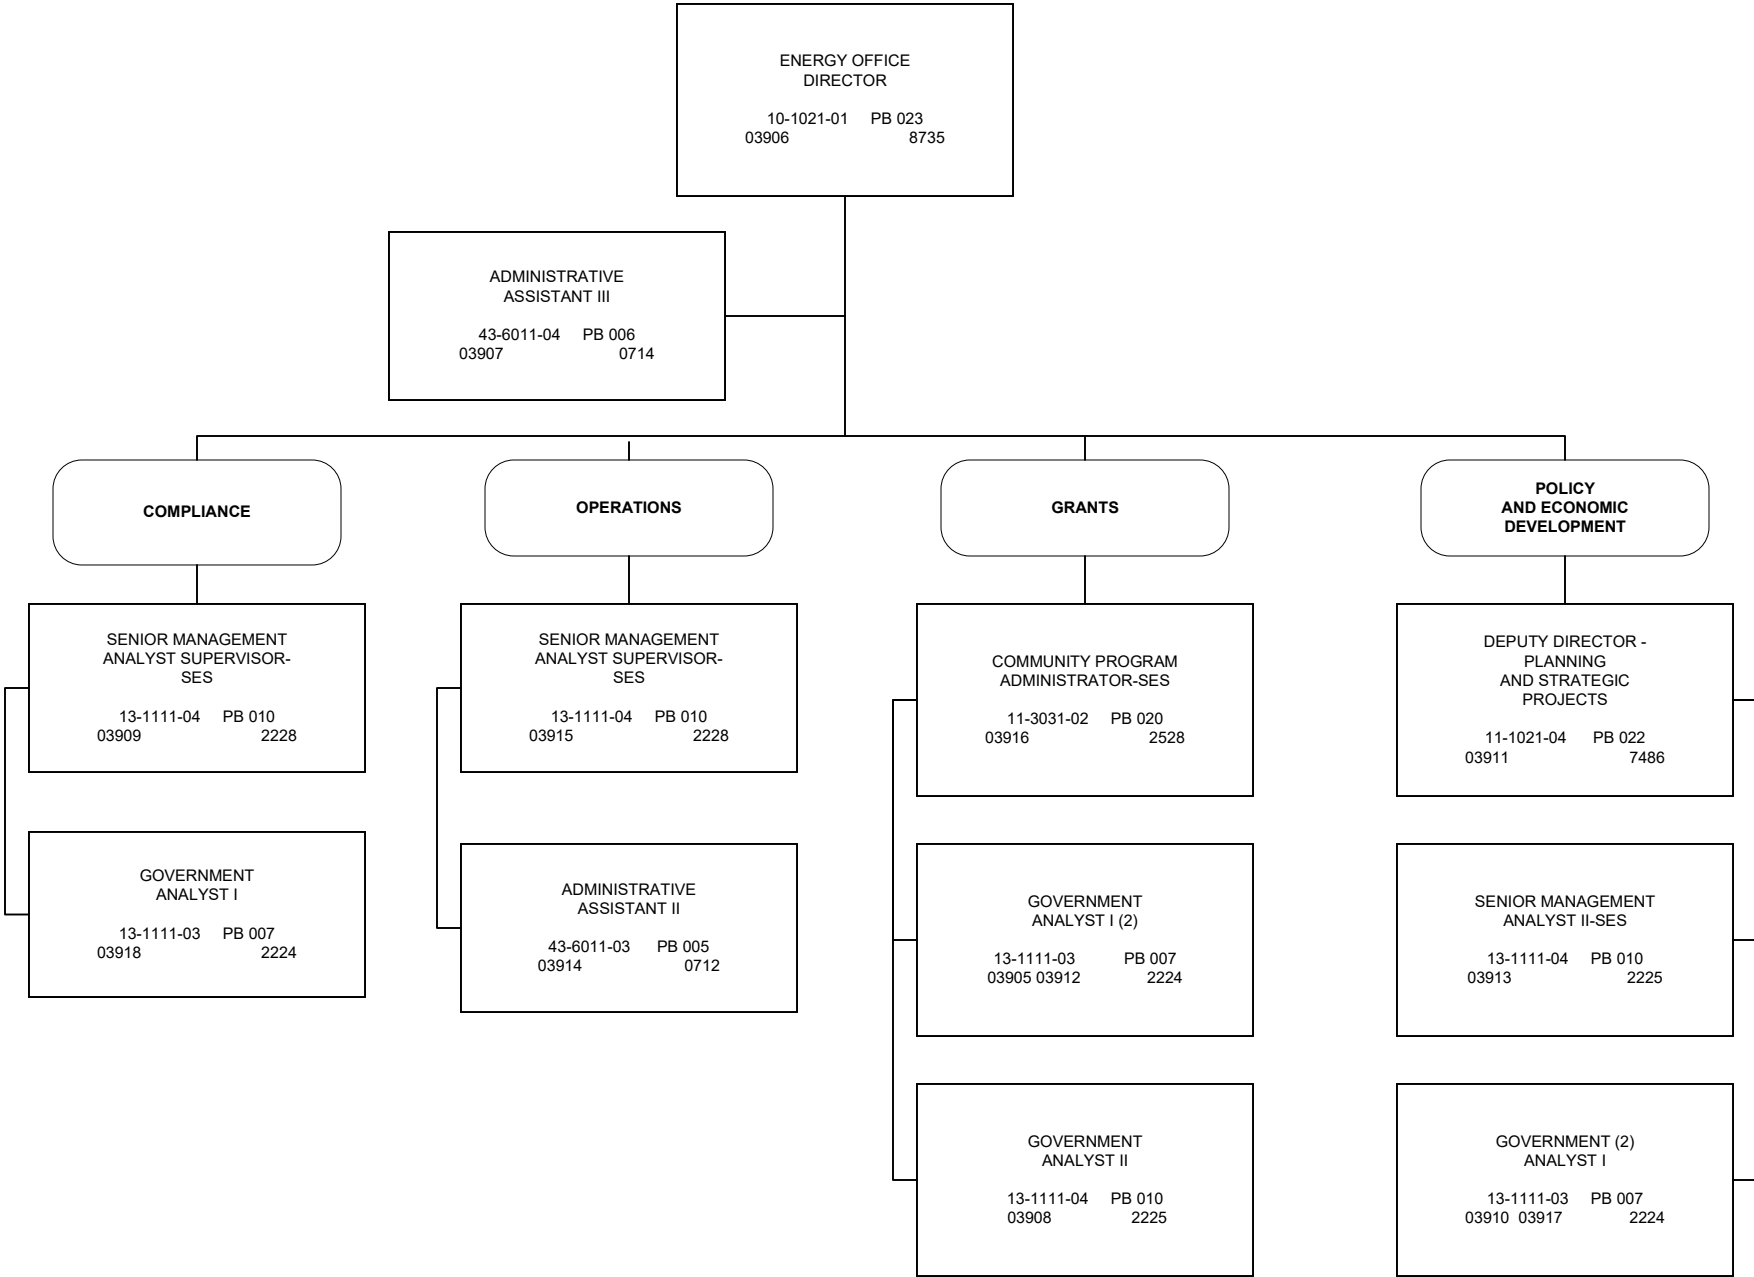 ENERGY OFFICE
DIRECTOR
10-1021-01 PB 023
03906 8735
ADMINISTRATIVE
ASSISTANT III
43-6011-04 PB 006
03907 0714
COMPLIANCE
SENIOR MANAGEMENT
ANALYST SUPERVISOR-
SES
13-1111-04 PB 010
03909 2228
GOVERNMENT
ANALYST I
13-1111-03 PB 007
03918 2224
OPERATIONS
SENIOR MANAGEMENT
ANALYST SUPERVISOR-
SES
13-1111-04 PB 010
03915 2228
ADMINISTRATIVE
ASSISTANT II
43-6011-03 PB 005
03914 0712
GRANTS
COMMUNITY PROGRAM
ADMINISTRATOR-SES
11-3031-02 PB 020
03916 2528
GOVERNMENT
ANALYST I (2)
13-1111-03 PB 007
03905 03912 2224
GOVERNMENT
ANALYST II
13-1111-04 PB 010
03908 2225
POLICY
AND ECONOMIC
DEVELOPMENT
DEPUTY DIRECTOR -
PLANNING
AND STRATEGIC
PROJECTS
11-1021-04 PB 022
03911 7486
SENIOR MANAGEMENT
ANALYST II-SES
13-1111-04 PB 010
03913 2225
GOVERNMENT (2)
ANALYST I
13-1111-03 PB 007
03910 03917 2224